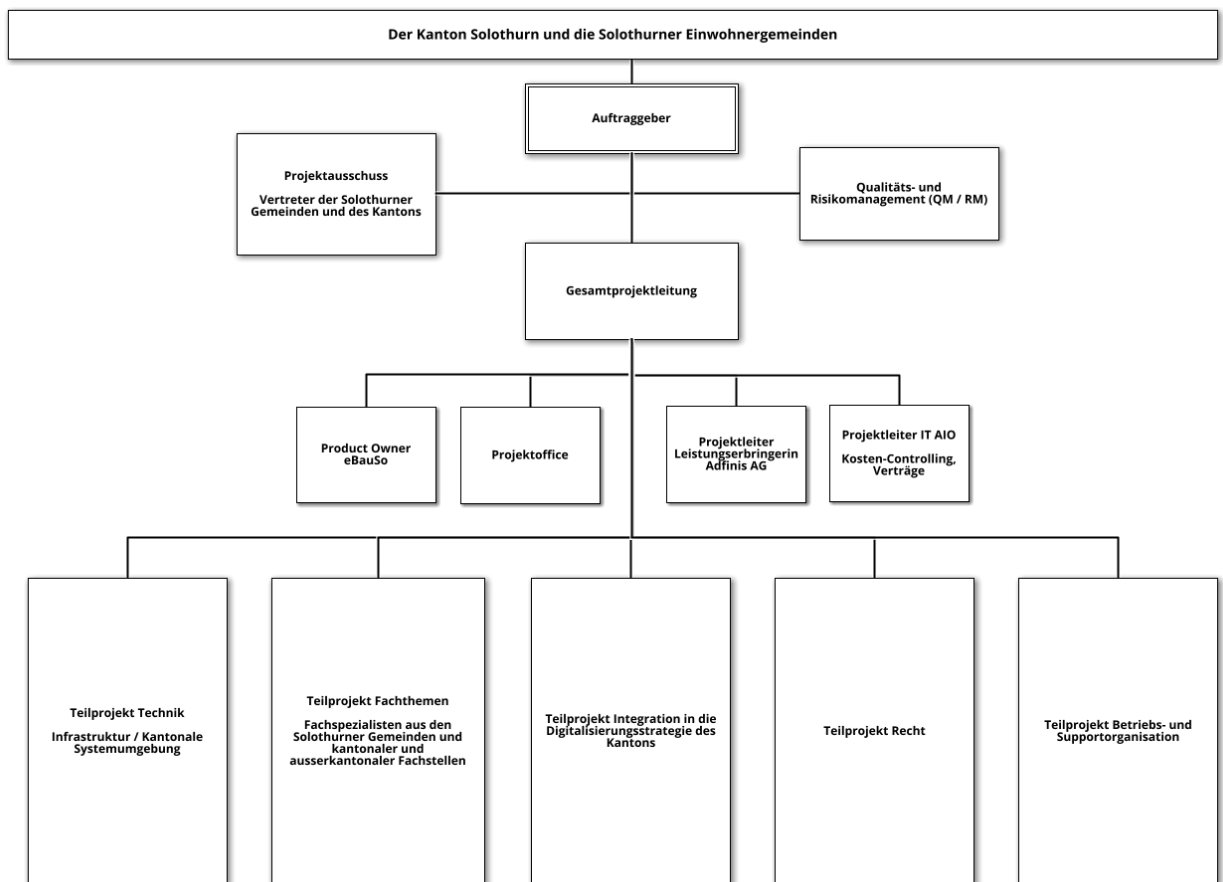 Der Kanton Solothurn und die Solothurner Einwohnergemeinden
Auftraggeber
Projektausschuss
Vertreter der Solothurner
Gemeinden und des Kantons
Qualitäts- und
Risikomanagement (QM / RM)
Gesamtprojektleitung
Product Owner
eBauSo
Projektoffice
Projektleiter
Leistungserbringerin
Adfinis AG
Projektleiter IT AIO
Kosten-Controlling,
Verträge
Teilprojekt Technik
Infrastruktur / Kantonale
Systemumgebung
Teilprojekt Fachthemen
Fachspezialisten aus den
Solothurner Gemeinden und
kantonaler und
ausserkantonaler Fachstellen
Teilprojekt Integration in die
Digitalisierungsstrategie des
Kantons
Teilprojekt Recht
Teilprojekt Betriebs- und
Supportorganisation